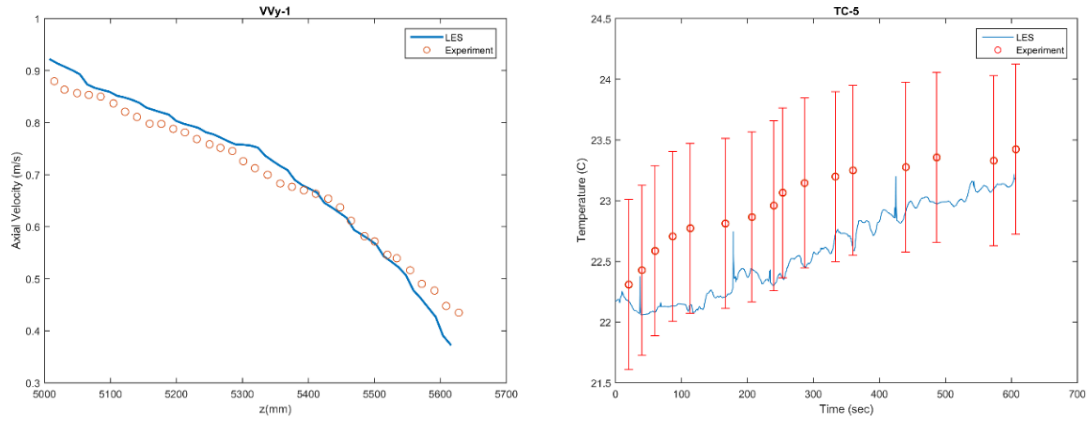 VVy-1
1
0.9
0.8
0.7
0.6
0.5
0.4
0.3
Axial Velocity (m/s)
5000 5100 5200 5300 5400 5500 5600 5700
z(mm)
LES
Experiment
TC-5
24.5
24
23.5
23
22.5
22
21.5
Temperature (C)
0 100 200 300 400 500 600 700
Time (sec)
LES
Experiment